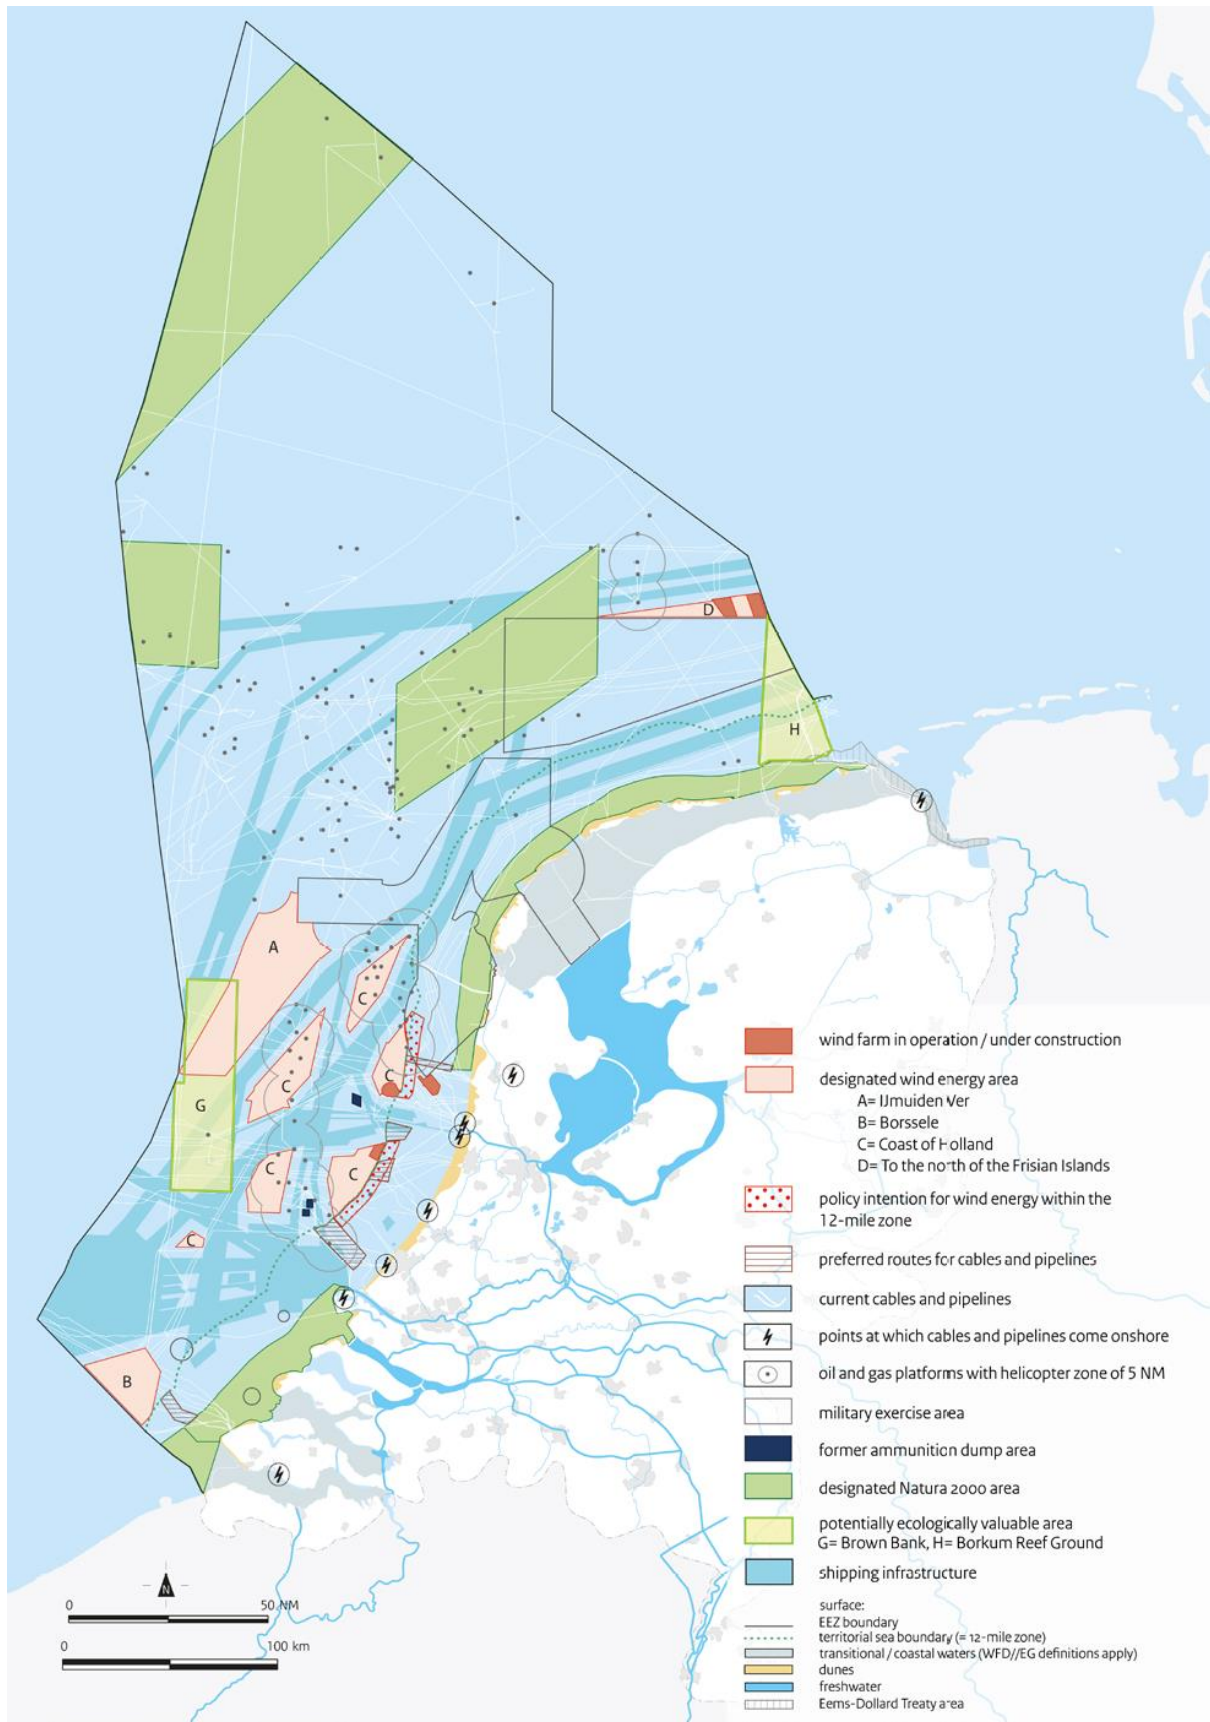 D
H
A
C
C
C
G
C
C
C
B
wind farm in operation / under construction
designated wind energy area
A= IJmuiden Ver
B= Borssele
C= Coast of Holland
D= To the north of the Frisian Islands
policy intention for wind energy within the
12-mile zone
preferred routes for cables and pipelines
current cables and pipelines
points at which cables and pipelines come onshore
oil and gas platforms with helicopter zone of 5 NM
military exercise area
former ammunition dump area
designated Natura 2000 area
potentially ecologically valuable area
G= Brown Bank, H= Borkum Reef Ground
shipping infrastructure
surface:
EEZ boundary
territorial sea boundary (= 12-mile zone)
transitional / coastal waters (WFD//EG definitions apply)
dunes
freshwater
Eems-Dollard Treaty area
N
0 50 NM
0 100 km